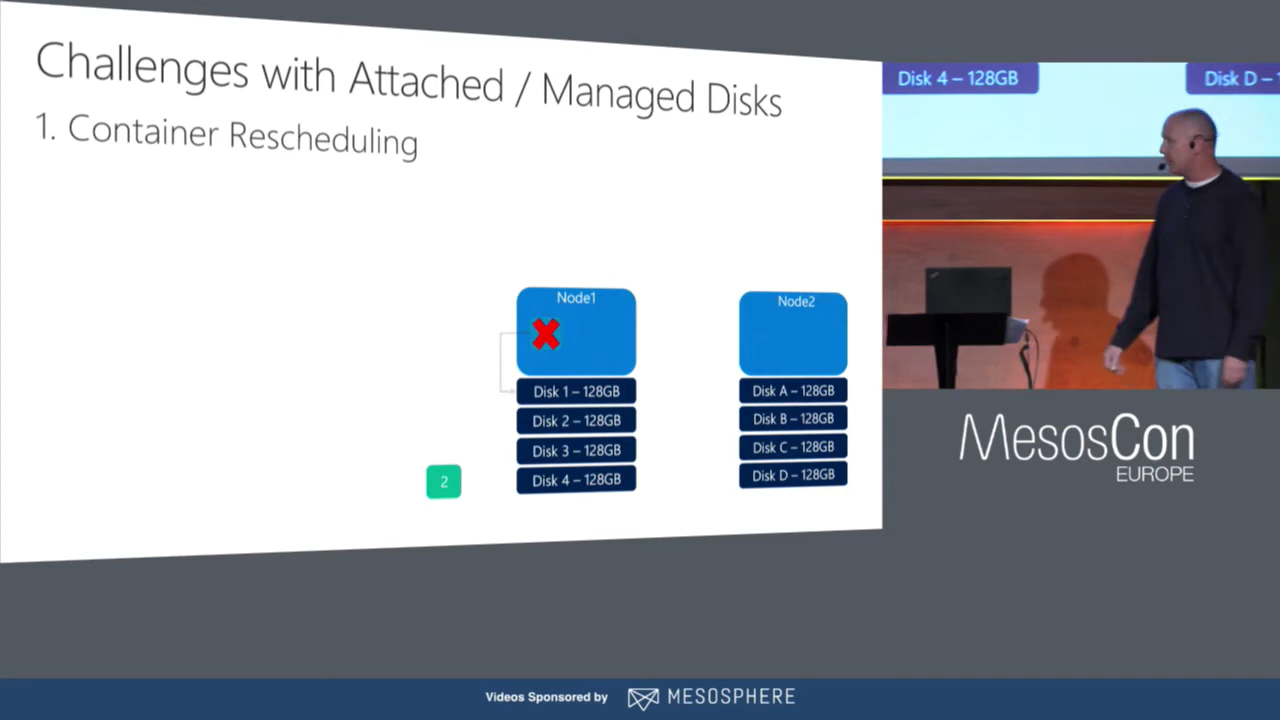 Challenges with Attached / Managed Disks
1. Container Rescheduling
Node1
Disk 1 – 128GB
Disk 2 – 128GB
Disk 3 – 128GB
Disk 4 – 128GB
2
Node2
Disk A – 128GB
Disk B – 128GB
Disk C – 128GB
Disk D – 128GB
Disk 4 – 128GB
Disk D –
MesosCon
EUROPE
Videos Sponsored by
MESOSPHERE